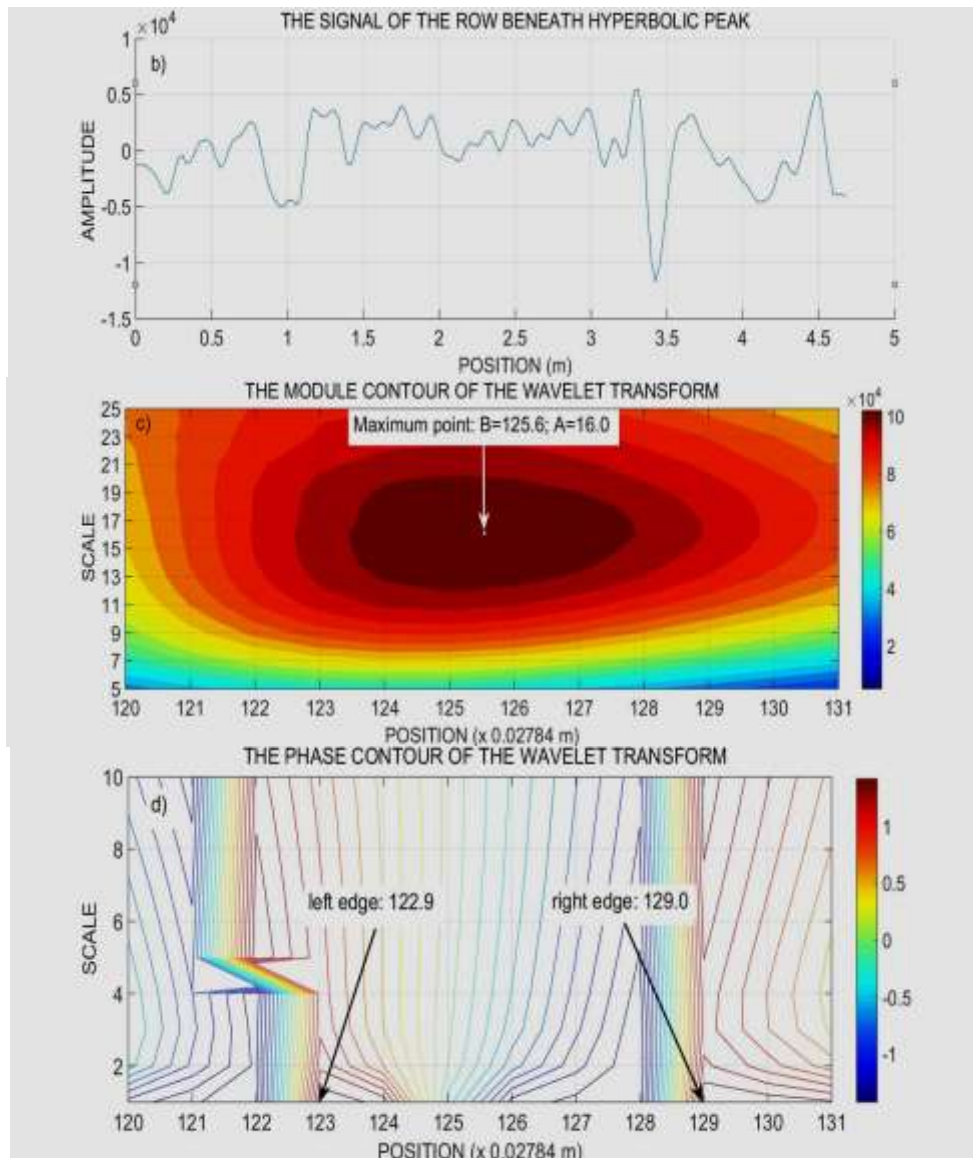 THE SIGNAL OF THE ROW BENEATH HYPERBOLIC PEAK
×10⁴
b)
1
0.5
0
-0.5
-1
-1.5
AMPLITUDE
0 0.5 1 1.5 2 2.5 3 3.5 4 4.5 5
POSITION (m)
THE MODULE CONTOUR OF THE WAVELET TRANSFORM
×10⁴
c)
Maximum point: B=125.6; A=16.0
25
23
21
19
17
15
13
11
9
7
5
SCALE
10
8
6
4
2
120 121 122 123 124 125 126 127 128 129 130 131
POSITION (x 0.02784 m)
THE PHASE CONTOUR OF THE WAVELET TRANSFORM
d)
left edge: 122.9 right edge: 129.0
10
8
6
4
2
SCALE
1
0.5
0
-0.5
-1
120 121 122 123 124 125 126 127 128 129 130 131
POSITION (x 0.02784 m)